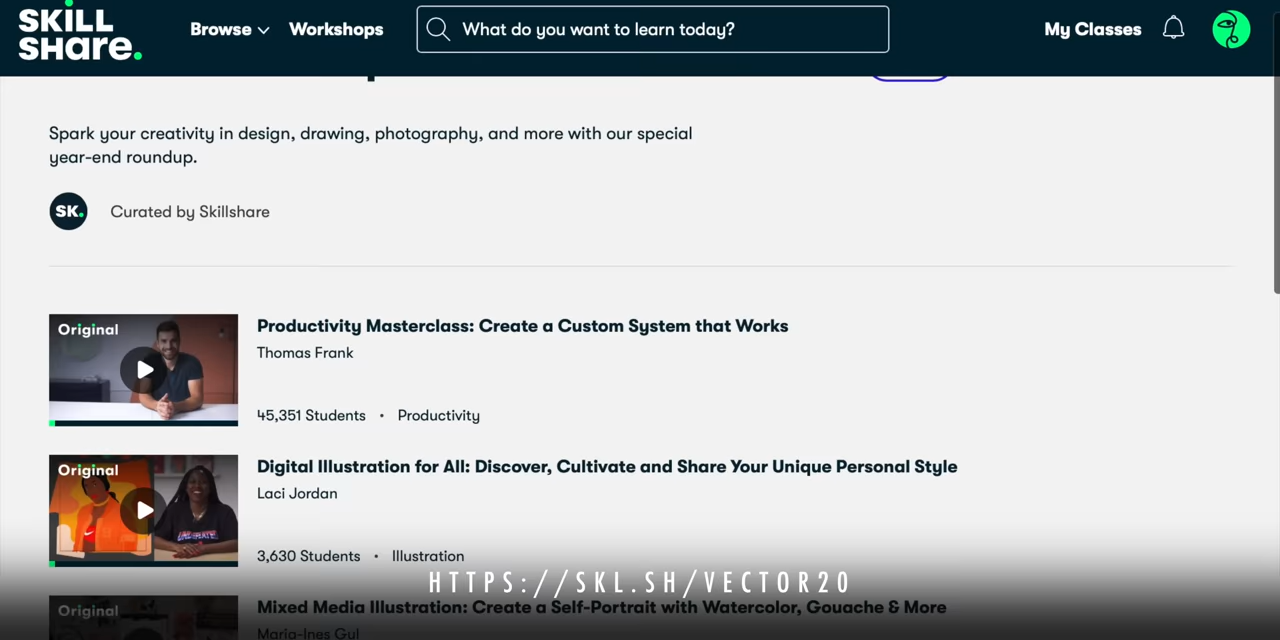 SKiLL
SHare.
Browse
Workshops
What do you want to learn today?
My Classes
Spark your creativity in design, drawing, photography, and more with our special
year-end roundup.
SK.
Curated by Skillshare
Original
Productivity Masterclass: Create a Custom System that Works
Thomas Frank
45,351 Students • Productivity
Original
Digital Illustration for All: Discover, Cultivate and Share Your Unique Personal Style
Laci Jordan
3,630 Students • Illustration
HTTPS://SKL.SH/VECTOR20
Original
Mixed Media Illustration: Create a Self-Portrait with Watercolor, Gouache & More
Maria-Ines Gul